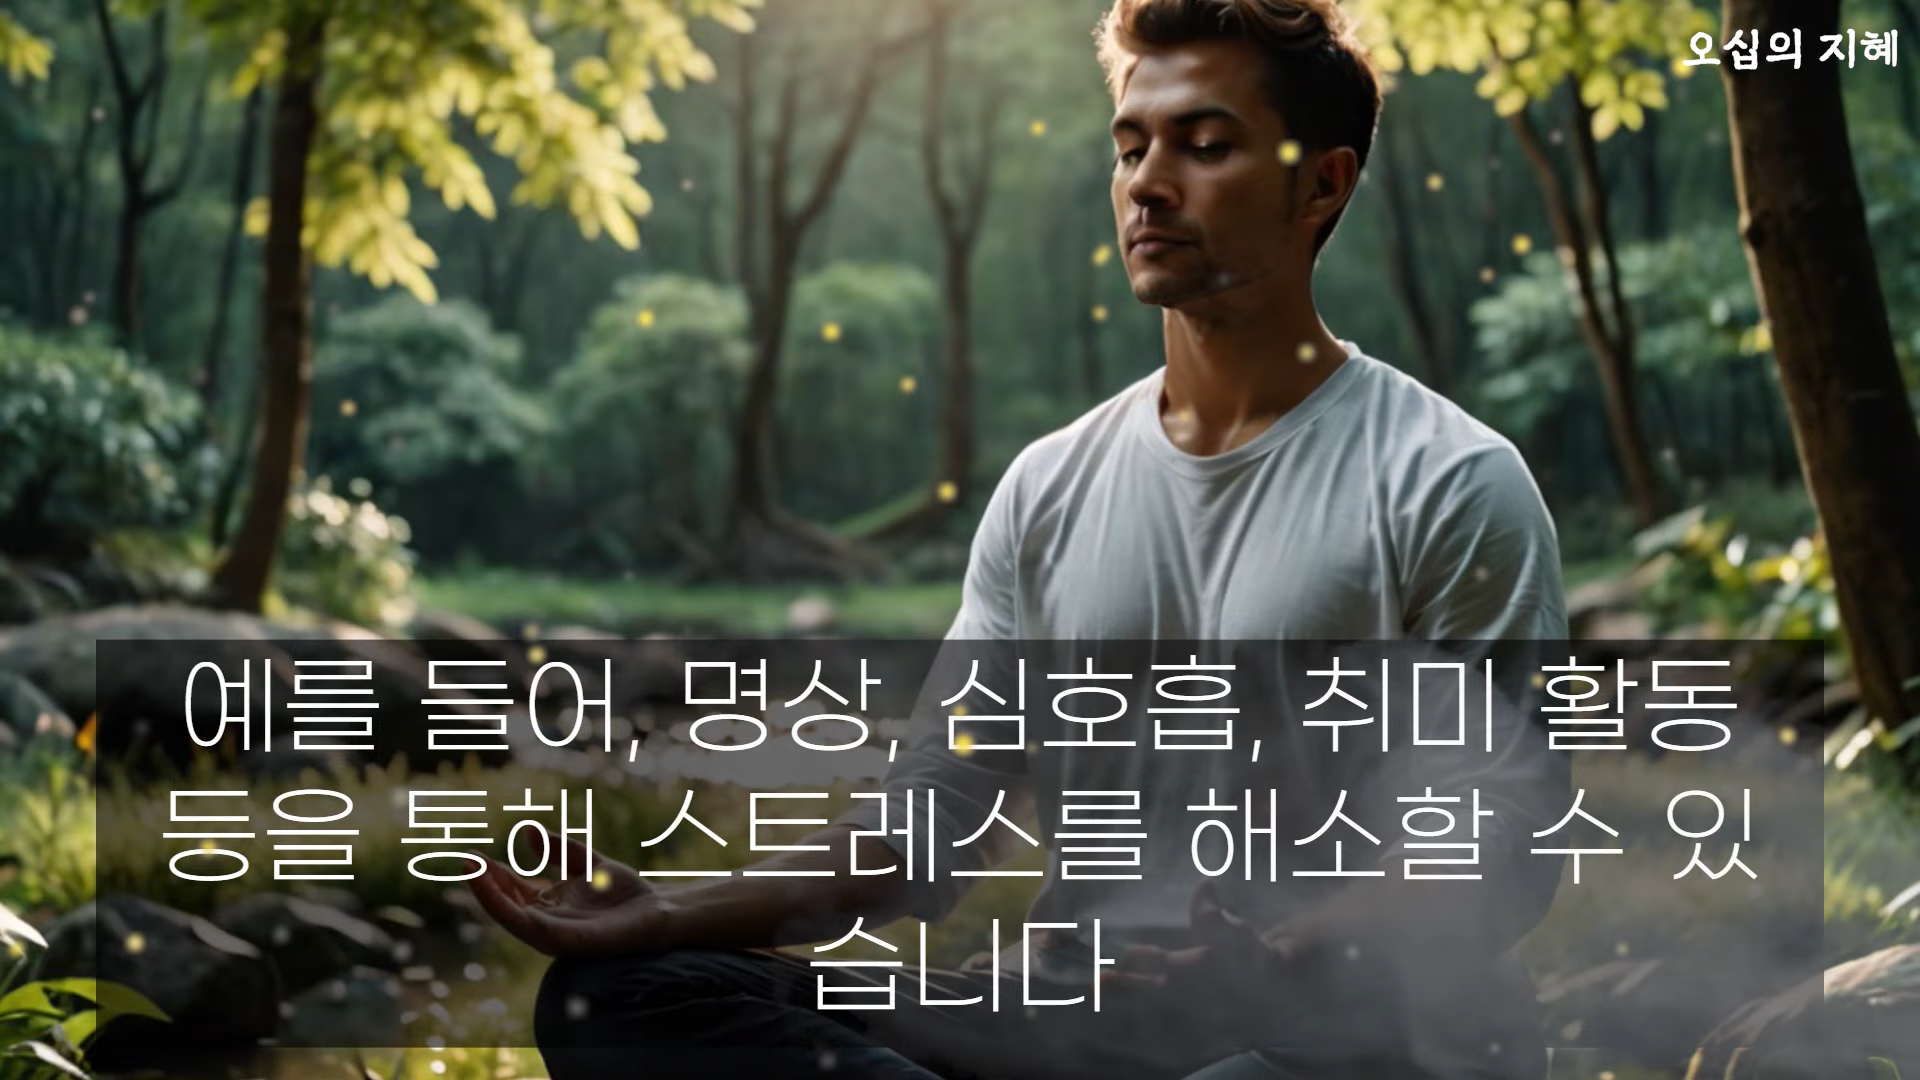 오십의 지혜
예를 들어, 명상, 심호흡, 취미 활동
등을 통해 스트레스를 해소할 수 있
습니다